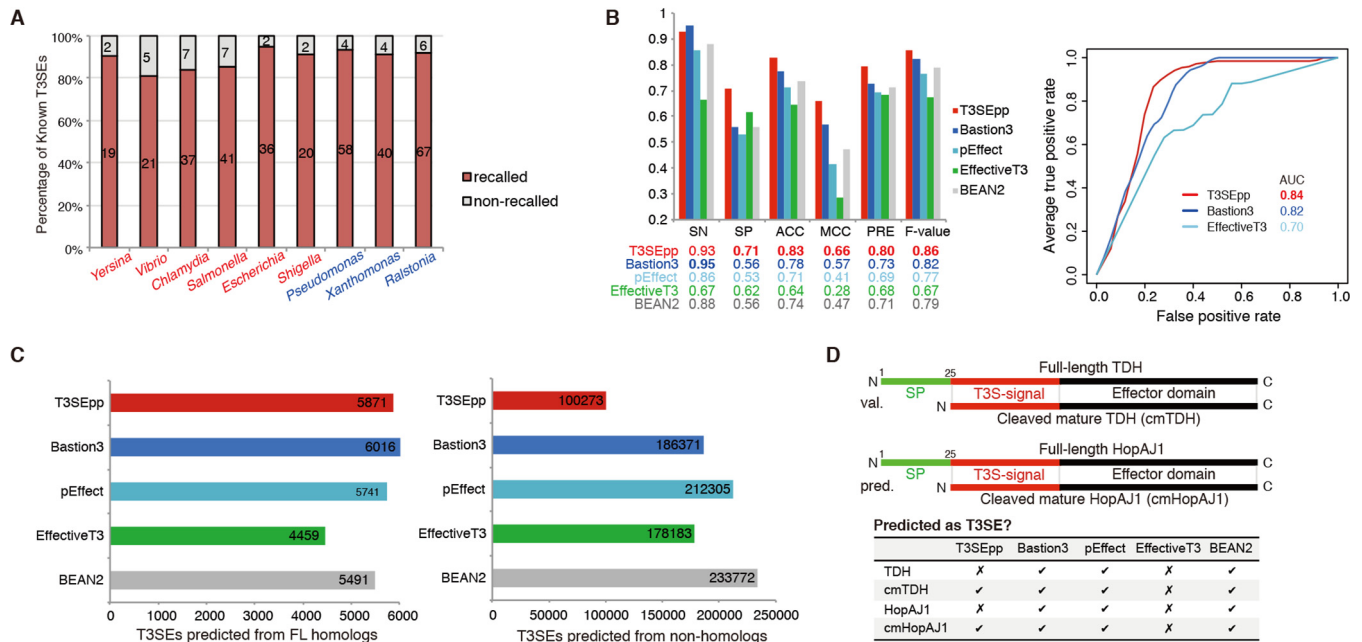 A
Percentage of Known T3SEs
100%
80%
60%
40%
20%
0%
2 5 7 7 2 2 4 4 6
19 21 37 41 36 20 58 40 67
Yersina Vibrio Chlamydia Salmonella Escherichia Shigella Pseudomonas Xanthomonas Ralstonia
recalled
non-recalled
B
1
0.9
0.8
0.7
0.6
0.5
0.4
0.3
0.2
T3SEpp
Bastion3
pEffect
EffectiveT3
BEAN2
SN SP ACC MCC PRE F-value
T3SEpp 0.93 0.71 0.83 0.66 0.80 0.86
Bastion3 0.95 0.56 0.78 0.57 0.73 0.82
pEffect 0.86 0.53 0.71 0.41 0.69 0.77
EffectiveT3 0.67 0.62 0.64 0.28 0.68 0.67
BEAN2 0.88 0.56 0.74 0.47 0.71 0.79
Average true positive rate
1.0
0.8
0.6
0.4
0.2
0.0
AUC
T3SEpp 0.84
Bastion3 0.82
EffectiveT3 0.70
0.0 0.2 0.4 0.6 0.8 1.0
False positive rate
C
T3SEpp 5871
Bastion3 6016
pEffect 5741
EffectiveT3 4459
BEAN2 5491
0 1000 2000 3000 4000 5000 6000
T3SEs predicted from FL homologs
T3SEpp 100273
Bastion3 186371
pEffect 212305
EffectiveT3 178183
BEAN2 233772
0 50000 100000 150000 200000 250000
T3SEs predicted from non-homologs
D
1 25 Full-length TDH
N C
val. SP T3S-signal Effector domain
N C
Cleaved mature TDH (cmTDH)
1 25 Full-length HopAJ1
N C
pred. SP T3S-signal Effector domain
N C
Cleaved mature HopAJ1 (cmHopAJ1)
Predicted as T3SE?
T3SEpp Bastion3 pEffect EffectiveT3 BEAN2
TDH ✗ ✔ ✔ ✗ ✔
cmTDH ✔ ✔ ✔ ✗ ✔
HopAJ1 ✗ ✔ ✔ ✗ ✔
cmHopAJ1 ✔ ✔ ✔ ✗ ✔